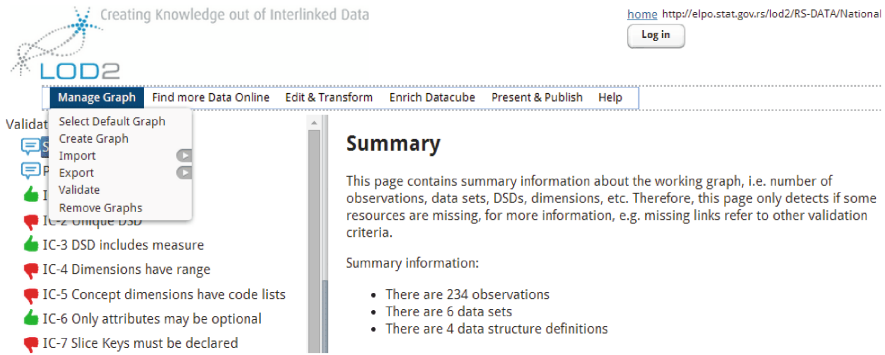 Creating Knowledge out of Interlinked Data
home http://elpo.stat.gov.rs/lod2/RS-DATA/National
Log in
LOD2
Manage Graph Find more Data Online Edit & Transform Enrich Datacube Present & Publish Help
Select Default Graph
Create Graph
Import
Export
Validate
Remove Graphs
Validat
S
P
IC-2 Unique DSD
IC-3 DSD includes measure
IC-4 Dimensions have range
IC-5 Concept dimensions have code lists
IC-6 Only attributes may be optional
IC-7 Slice Keys must be declared
Summary
This page contains summary information about the working graph, i.e. number of
observations, data sets, DSDs, dimensions, etc. Therefore, this page only detects if some
resources are missing, for more information, e.g. missing links refer to other validation
criteria.
Summary information:
• There are 234 observations
• There are 6 data sets
• There are 4 data structure definitions